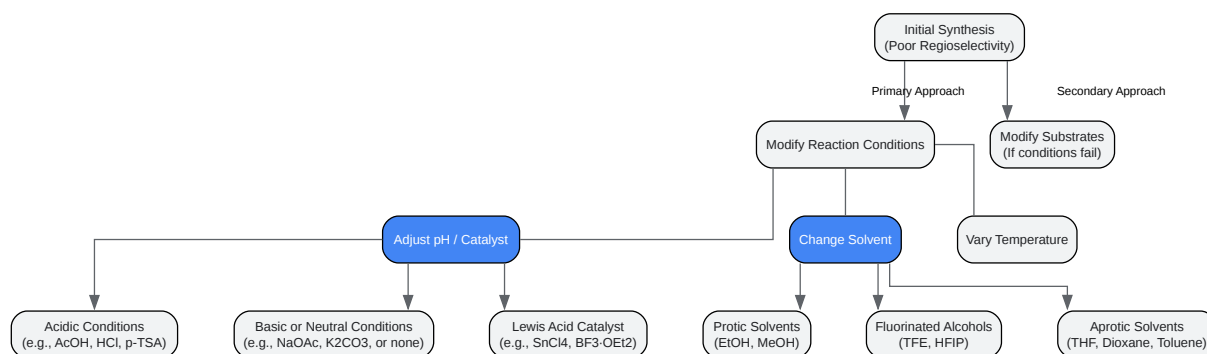 Initial Synthesis
(Poor Regioselectivity)
Primary Approach
Secondary Approach
Modify Reaction Conditions
Modify Substrates
(If conditions fail)
Adjust pH / Catalyst
Change Solvent
Vary Temperature
Acidic Conditions
(e.g., AcOH, HCl, p-TSA)
Basic or Neutral Conditions
(e.g., NaOAc, K2CO3, or none)
Lewis Acid Catalyst
(e.g., SnCl4, BF3·OEt2)
Protic Solvents
(EtOH, MeOH)
Fluorinated Alcohols
(TFE, HFIP)
Aprotic Solvents
(THF, Dioxane, Toluene)